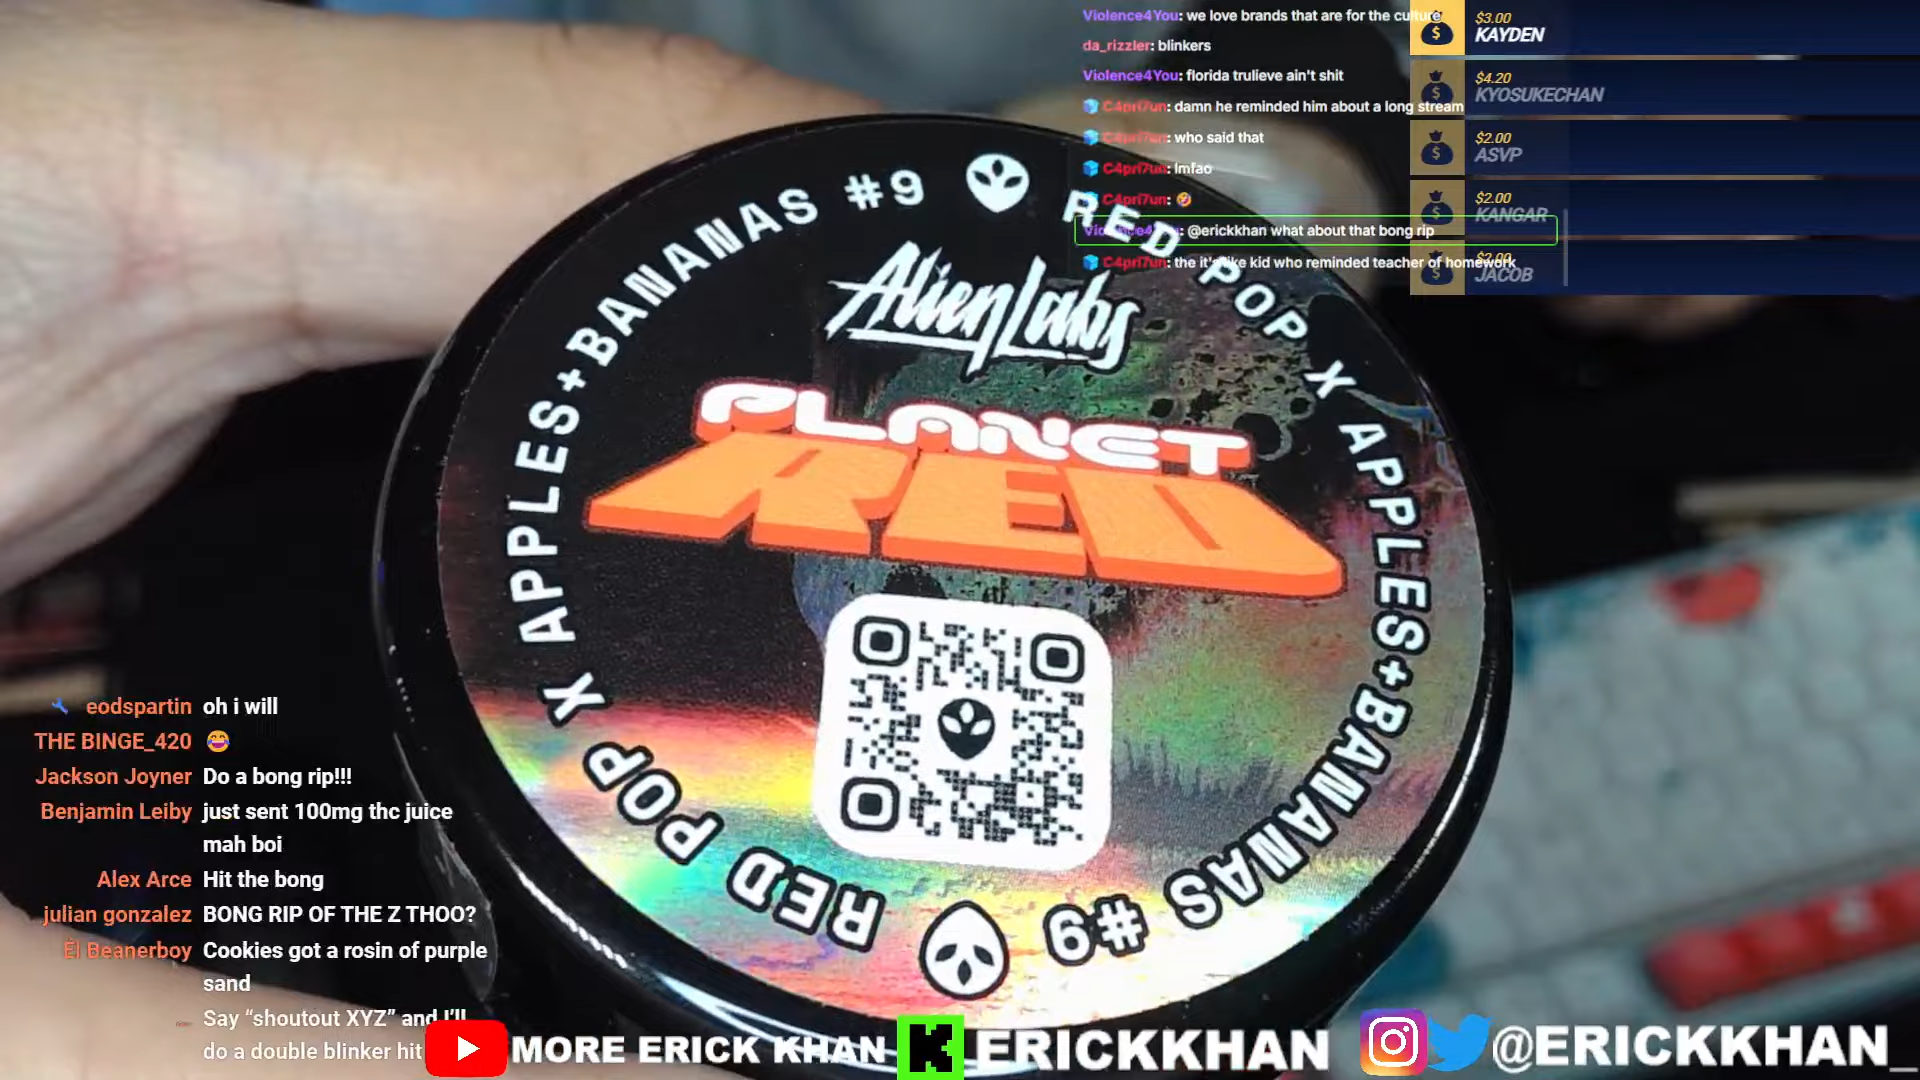 Violence4You: we love brands that are for the culture
da_rizzler: blinkers
Violence4You: florida trulieve ain't shit
C4pri7un: damn he reminded him about a long stream
C4pri7un: who said that
C4pri7un: lmfao
C4pri7un: 🤣
Violence4You: @erickkhan what about that bong rip
C4pri7un: the it's like kid who reminded teacher of homework
$3.00
KAYDEN
$4.20
KYOSUKECHAN
$2.00
ASVP
$2.00
KANGAR
$2.00
JACOB
RED POP X APPLES+BANANAS #9
RED POP X APPLES+BANANAS #9
AlienLabs
PLANET
RED
eodspartin oh i will
THE BINGE_420 😂
Jackson Joyner Do a bong rip!!!
Benjamin Leiby just sent 100mg thc juice
mah boi
Alex Arce Hit the bong
julian gonzalez BONG RIP OF THE Z THOO?
El Beanerboy Cookies got a rosin of purple
sand
Say “shoutout XYZ” and I’ll
do a double blinker hit
MORE ERICK KHAN
K
ERICKKHAN
@ERICKKHAN_